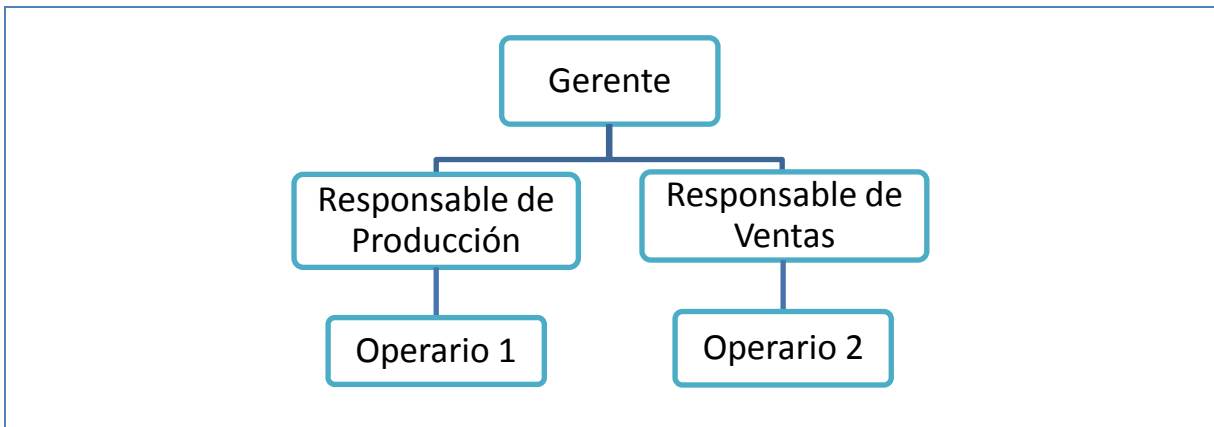 Gerente
Responsable de
Producción
Responsable de
Ventas
Operario 1
Operario 2